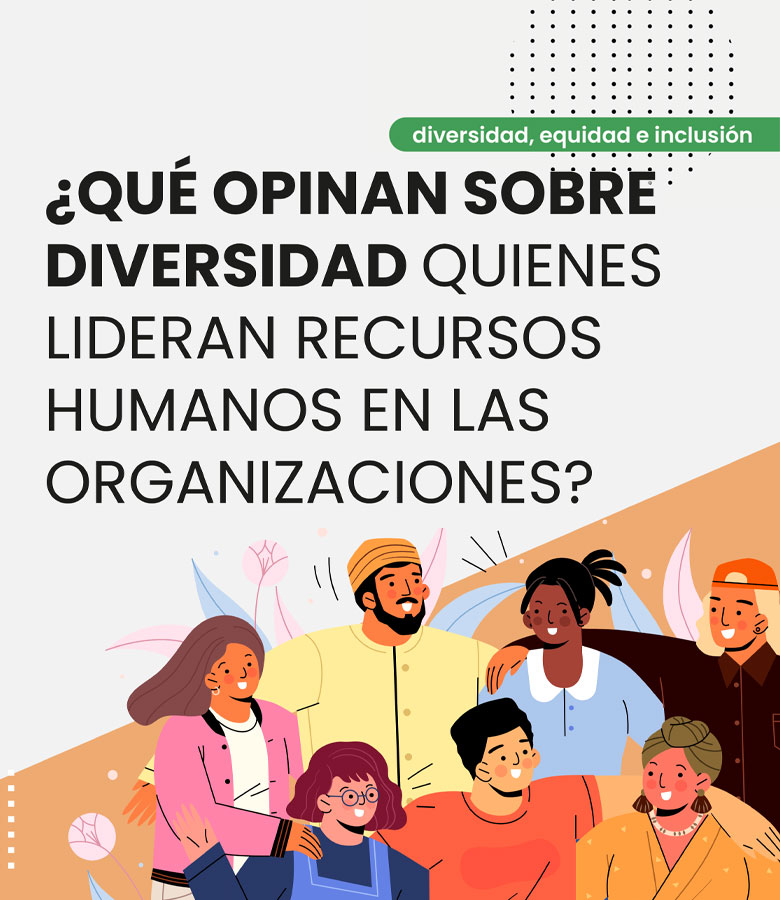 diversidad, equidad e inclusión
¿QUÉ OPINAN SOBRE
DIVERSIDAD QUIENES
LIDERAN RECURSOS
HUMANOS EN LAS
ORGANIZACIONES?